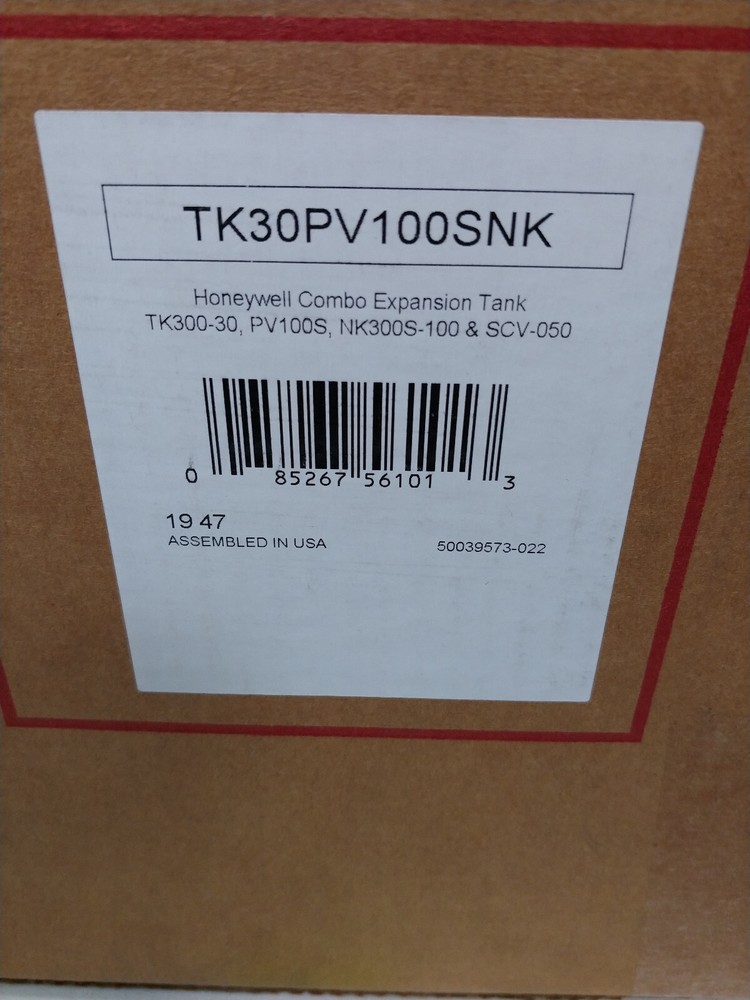 TK30PV100SNK
Honeywell Combo Expansion Tank
TK300-30, PV100S, NK300S-100 & SCV-050
0 85267 56101 3
19 47
ASSEMBLED IN USA 50039573-022